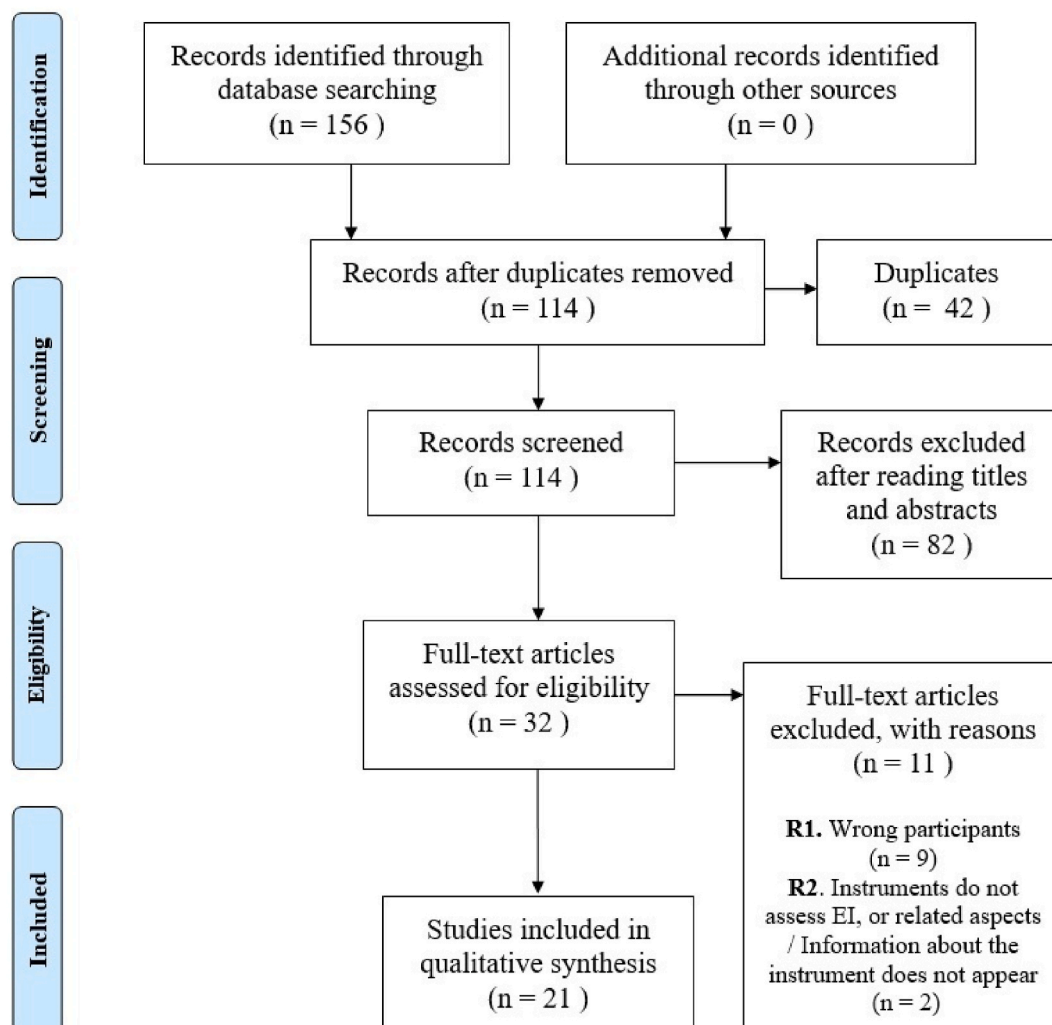 Identification
Records identified through
database searching
(n = 156 )
Additional records identified
through other sources
(n = 0 )
Records after duplicates removed
(n = 114 )
Duplicates
(n =  42 )
Screening
Records screened
(n = 114 )
Records excluded
after reading titles
and abstracts
(n = 82 )
Eligibility
Full-text articles
assessed for eligibility
(n = 32 )
Full-text articles
excluded, with reasons
(n = 11 )
R1. Wrong participants
(n = 9)
R2. Instruments do not
assess EI, or related aspects
/ Information about the
instrument does not appear
(n = 2)
Included
Studies included in
qualitative synthesis
(n = 21 )